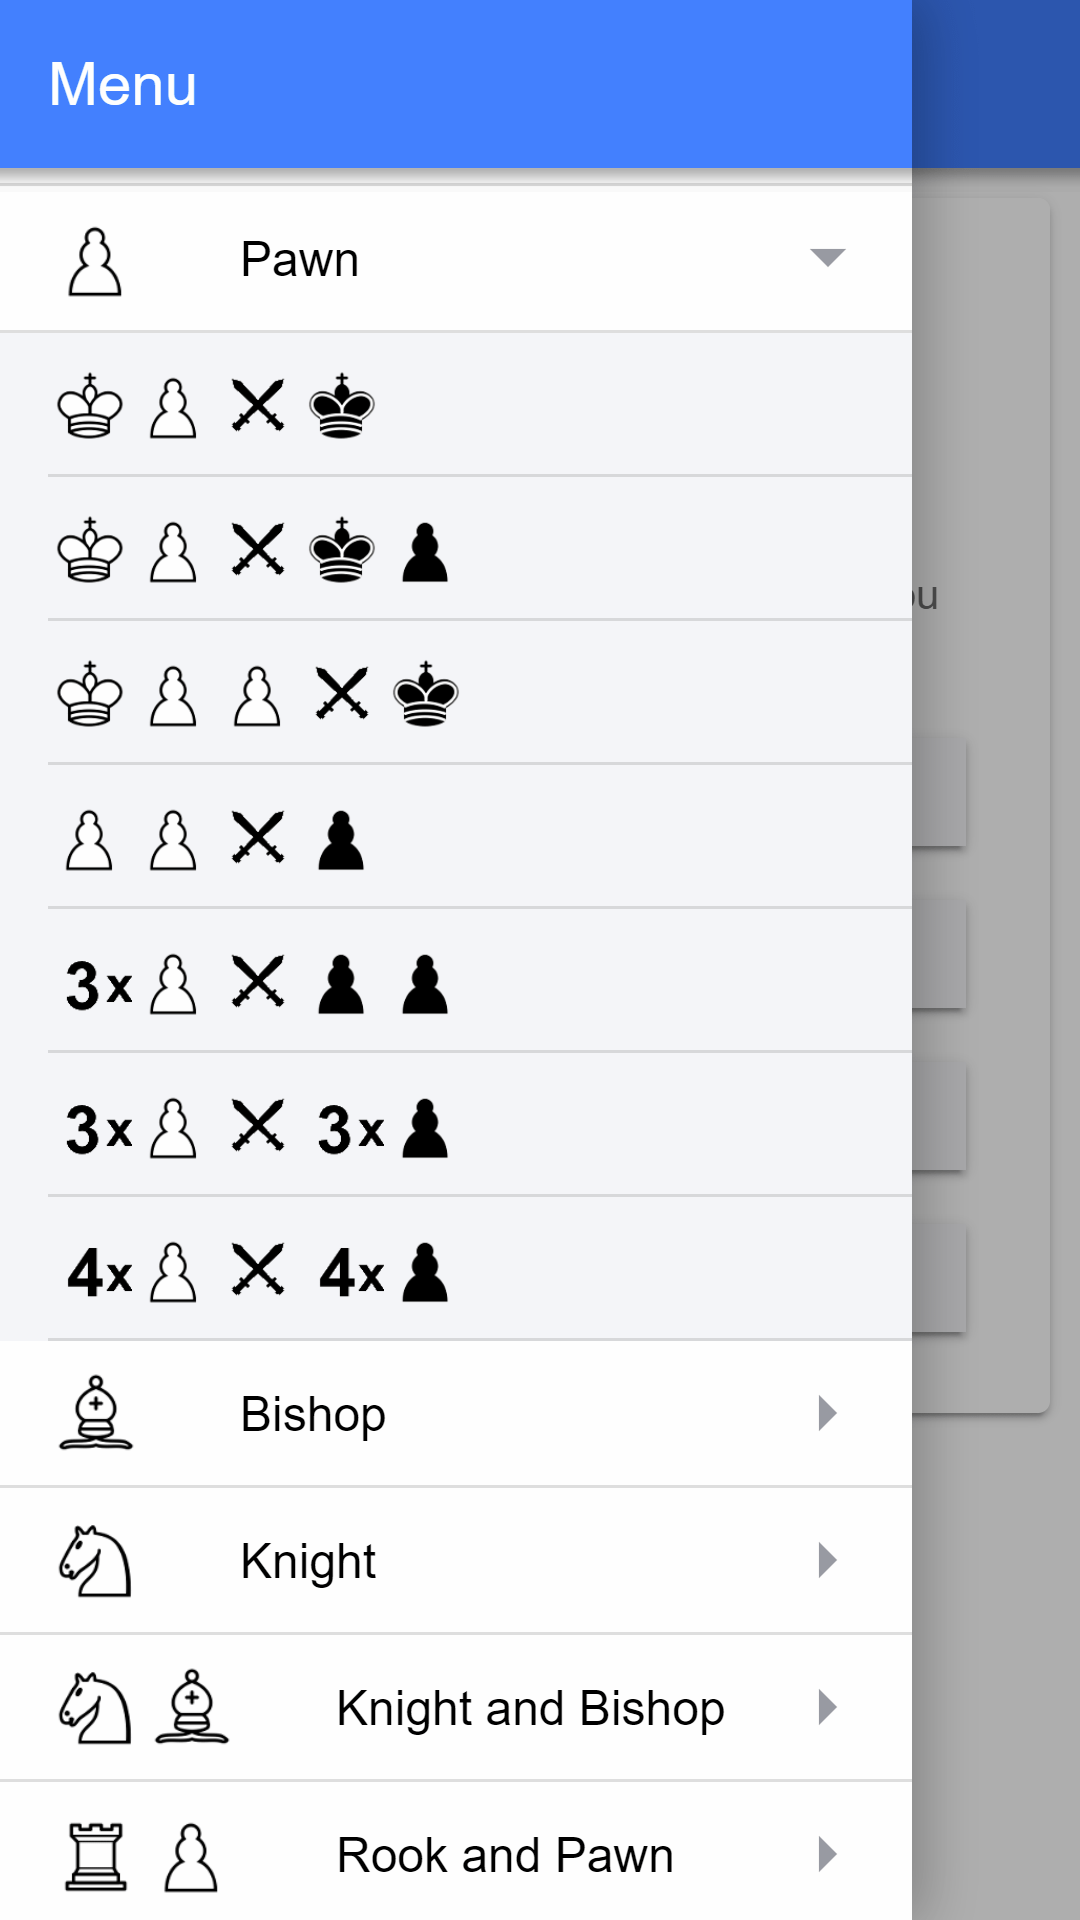 Menu
Pawn
3x
3x 3x
4x 4x
Bishop
Knight
Knight and Bishop
Rook and Pawn